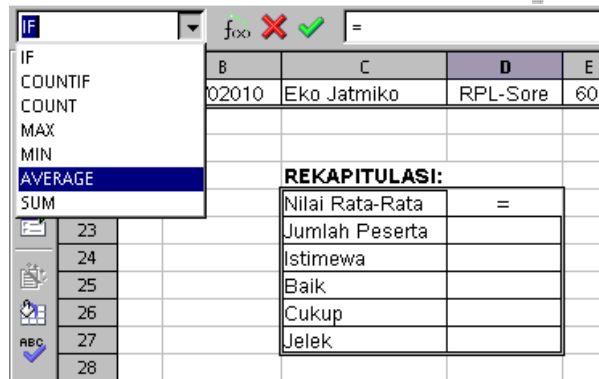 IF
f(x)
=
IF
COUNTIF
COUNT
MAX
MIN
AVERAGE
SUM
B C D E
02010 Eko Jatmiko RPL-Sore 60
REKAPITULASI:
Nilai Rata-Rata =
23 Jumlah Peserta
24 Istimewa
25 Baik
26 Cukup
27 Jelek
28
ABC